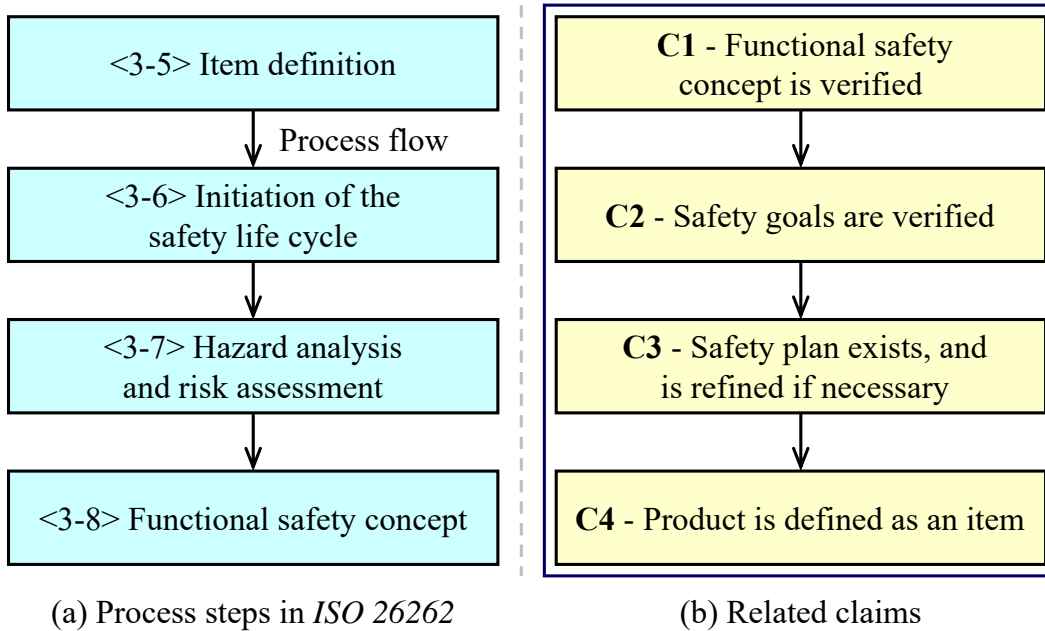 <3-5> Item definition
Process flow
<3-6> Initiation of the
safety life cycle
<3-7> Hazard analysis
and risk assessment
<3-8> Functional safety concept
(a) Process steps in ISO 26262
C1 - Functional safety
concept is verified
C2 - Safety goals are verified
C3 - Safety plan exists, and
is refined if necessary
C4 - Product is defined as an item
(b) Related claims